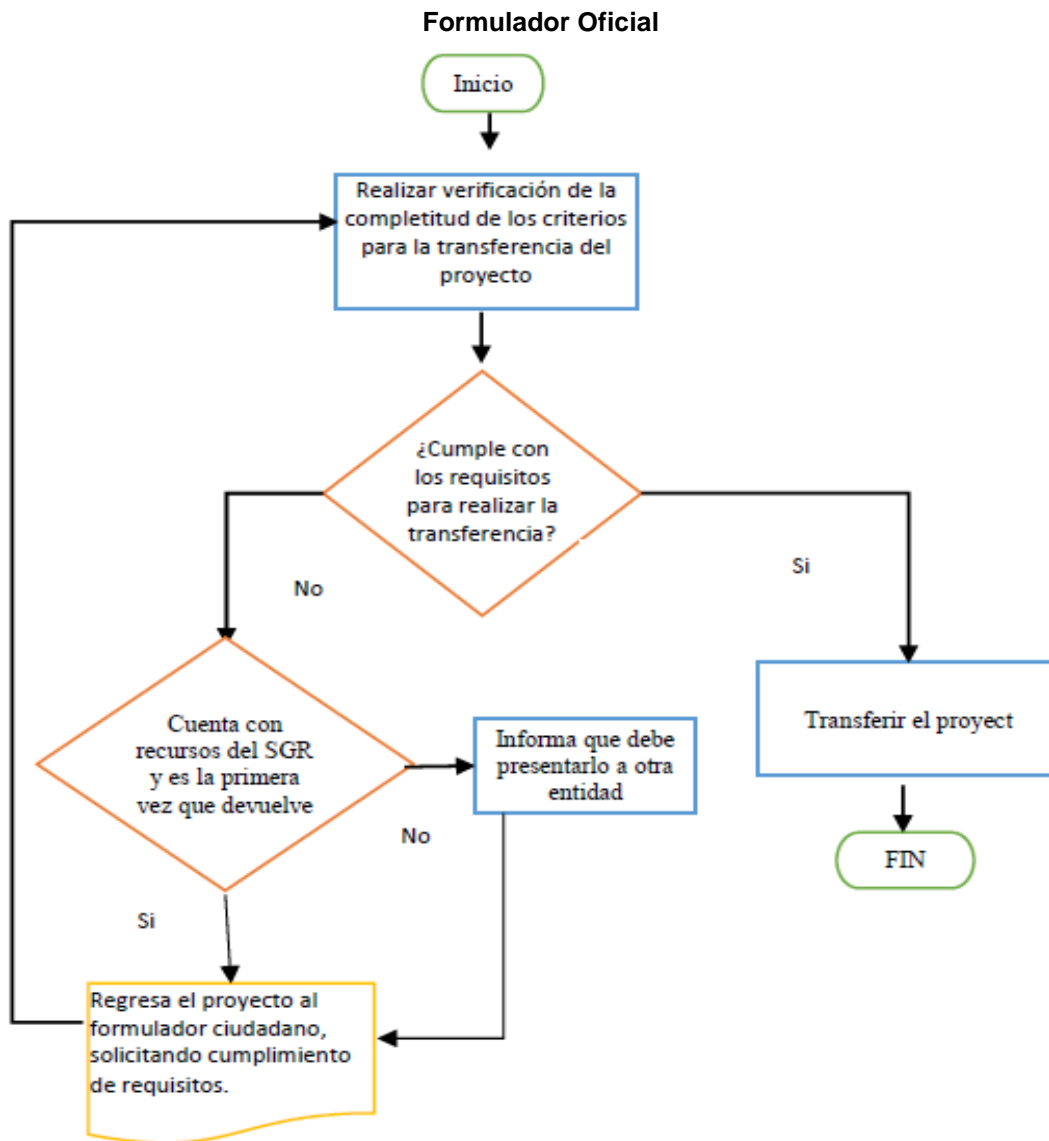 Formulador Oficial
Inicio
Realizar verificación de la
completitud de los criterios
para la transferencia del
proyecto
¿Cumple con
los requisitos
para realizar la
transferencia?
No
Si
Cuenta con
recursos del SGR
y es la primera
vez que devuelve
Informa que debe
presentarlo a otra
entidad
Transferir el proyect
No
FIN
Si
Regresa el proyecto al
formulador ciudadano,
solicitando cumplimiento
de requisitos.